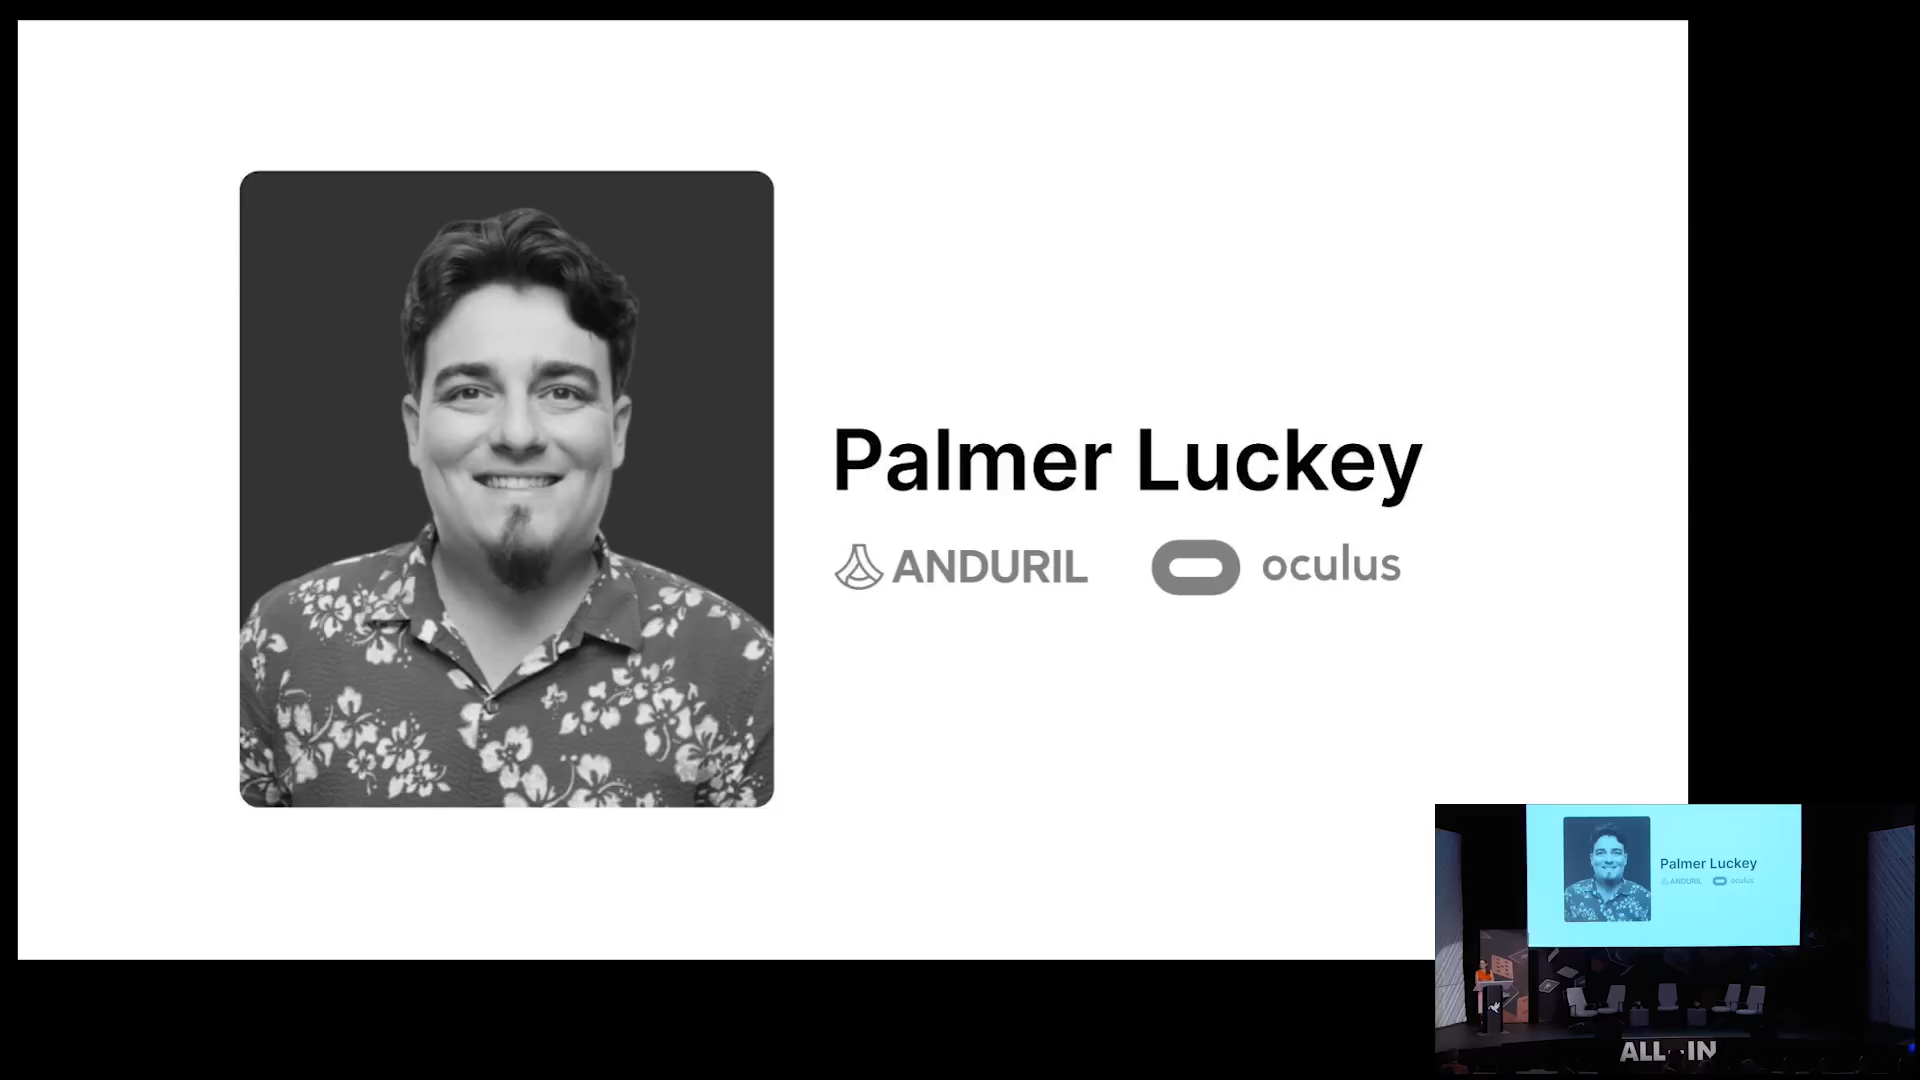 Palmer Luckey
ANDURIL
oculus
Palmer Luckey
ANDURIL oculus
ALL-IN